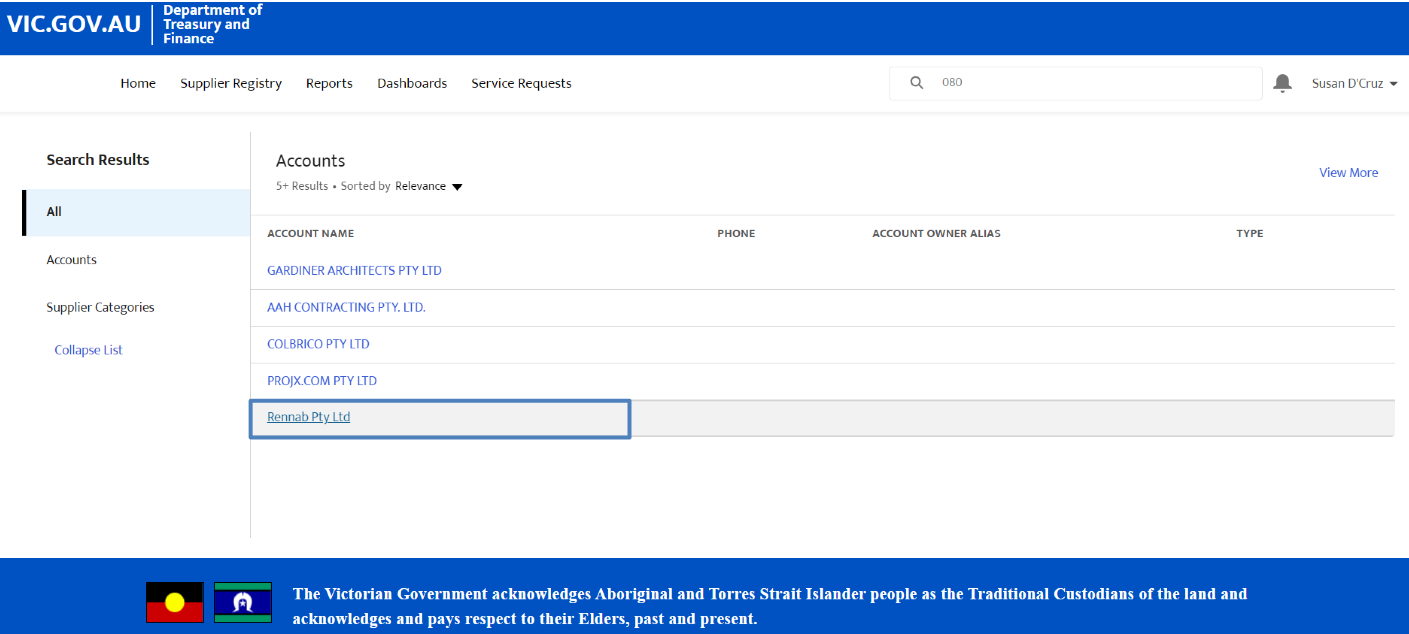 VIC.GOV.AU
Department of
Treasury and
Finance
Home Supplier Registry Reports Dashboards Service Requests
080
Susan D'Cruz
Search Results
All
Accounts
Supplier Categories
Collapse List
Accounts
5+ Results • Sorted by Relevance
View More
ACCOUNT NAME PHONE ACCOUNT OWNER ALIAS TYPE
GARDINER ARCHITECTS PTY LTD
AAH CONTRACTING PTY. LTD.
COLBRICO PTY LTD
PROJX.COM PTY LTD
Rennab Pty Ltd
The Victorian Government acknowledges Aboriginal and Torres Strait Islander people as the Traditional Custodians of the land and
acknowledges and pays respect to their Elders, past and present.